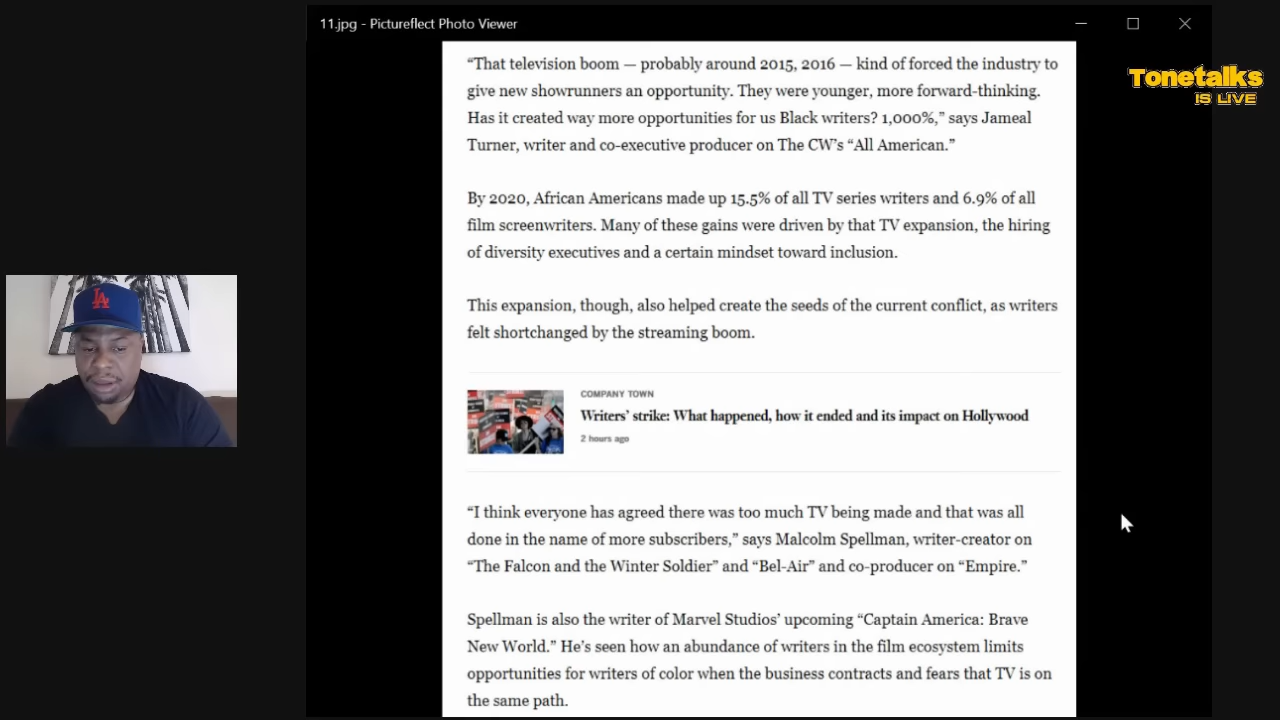 11.jpg - Pictureflect Photo Viewer
Tonetalks
IS LIVE
“That television boom — probably around 2015, 2016 — kind of forced the industry to
give new showrunners an opportunity. They were younger, more forward-thinking.
Has it created way more opportunities for us Black writers? 1,000%,” says Jameal
Turner, writer and co-executive producer on The CW’s “All American.”
By 2020, African Americans made up 15.5% of all TV series writers and 6.9% of all
film screenwriters. Many of these gains were driven by that TV expansion, the hiring
of diversity executives and a certain mindset toward inclusion.
This expansion, though, also helped create the seeds of the current conflict, as writers
felt shortchanged by the streaming boom.
COMPANY TOWN
Writers’ strike: What happened, how it ended and its impact on Hollywood
2 hours ago
“I think everyone has agreed there was too much TV being made and that was all
done in the name of more subscribers,” says Malcolm Spellman, writer-creator on
“The Falcon and the Winter Soldier” and “Bel-Air” and co-producer on “Empire.”
Spellman is also the writer of Marvel Studios’ upcoming “Captain America: Brave
New World.” He’s seen how an abundance of writers in the film ecosystem limits
opportunities for writers of color when the business contracts and fears that TV is on
the same path.
LA